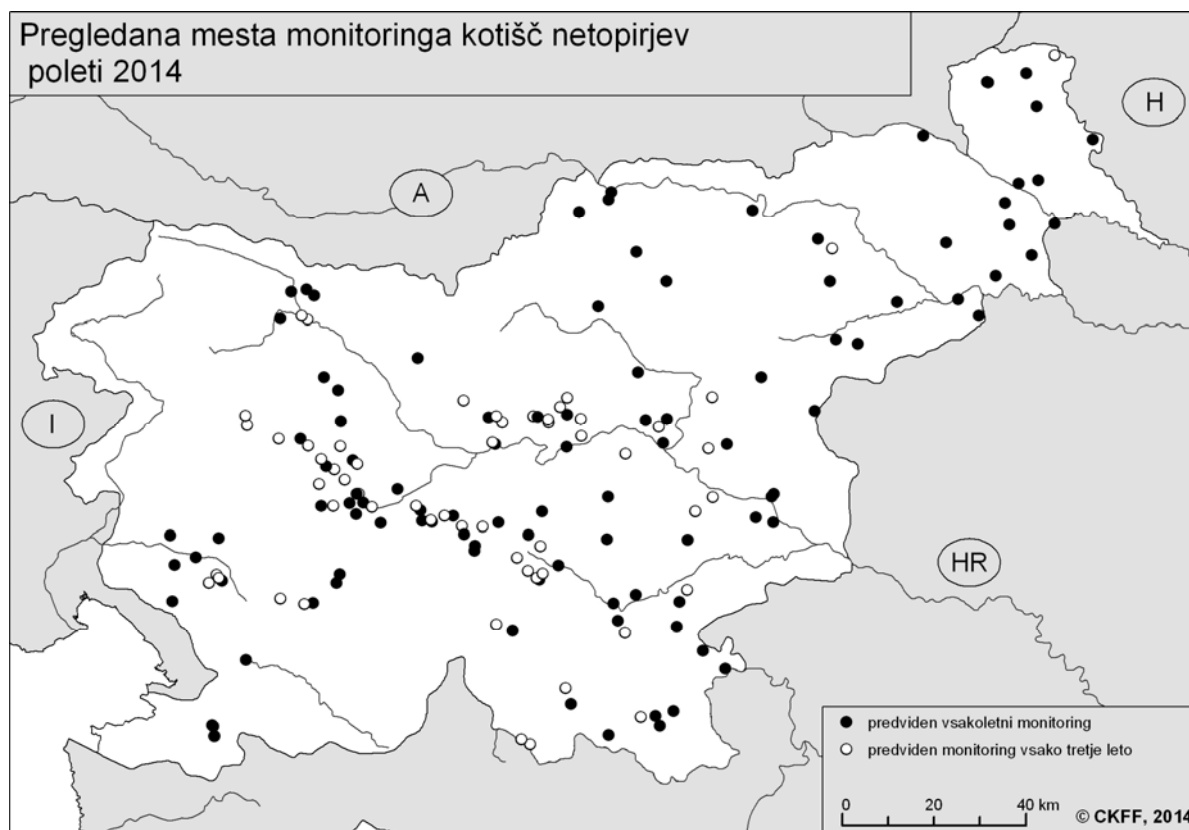 Pregledana mesta monitoringa kotišč netopirjev
poleti 2014
H
A
I
HR
predviden vsakoletni monitoring
predviden monitoring vsako tretje leto
0 20 40 km
© CKFF, 2014